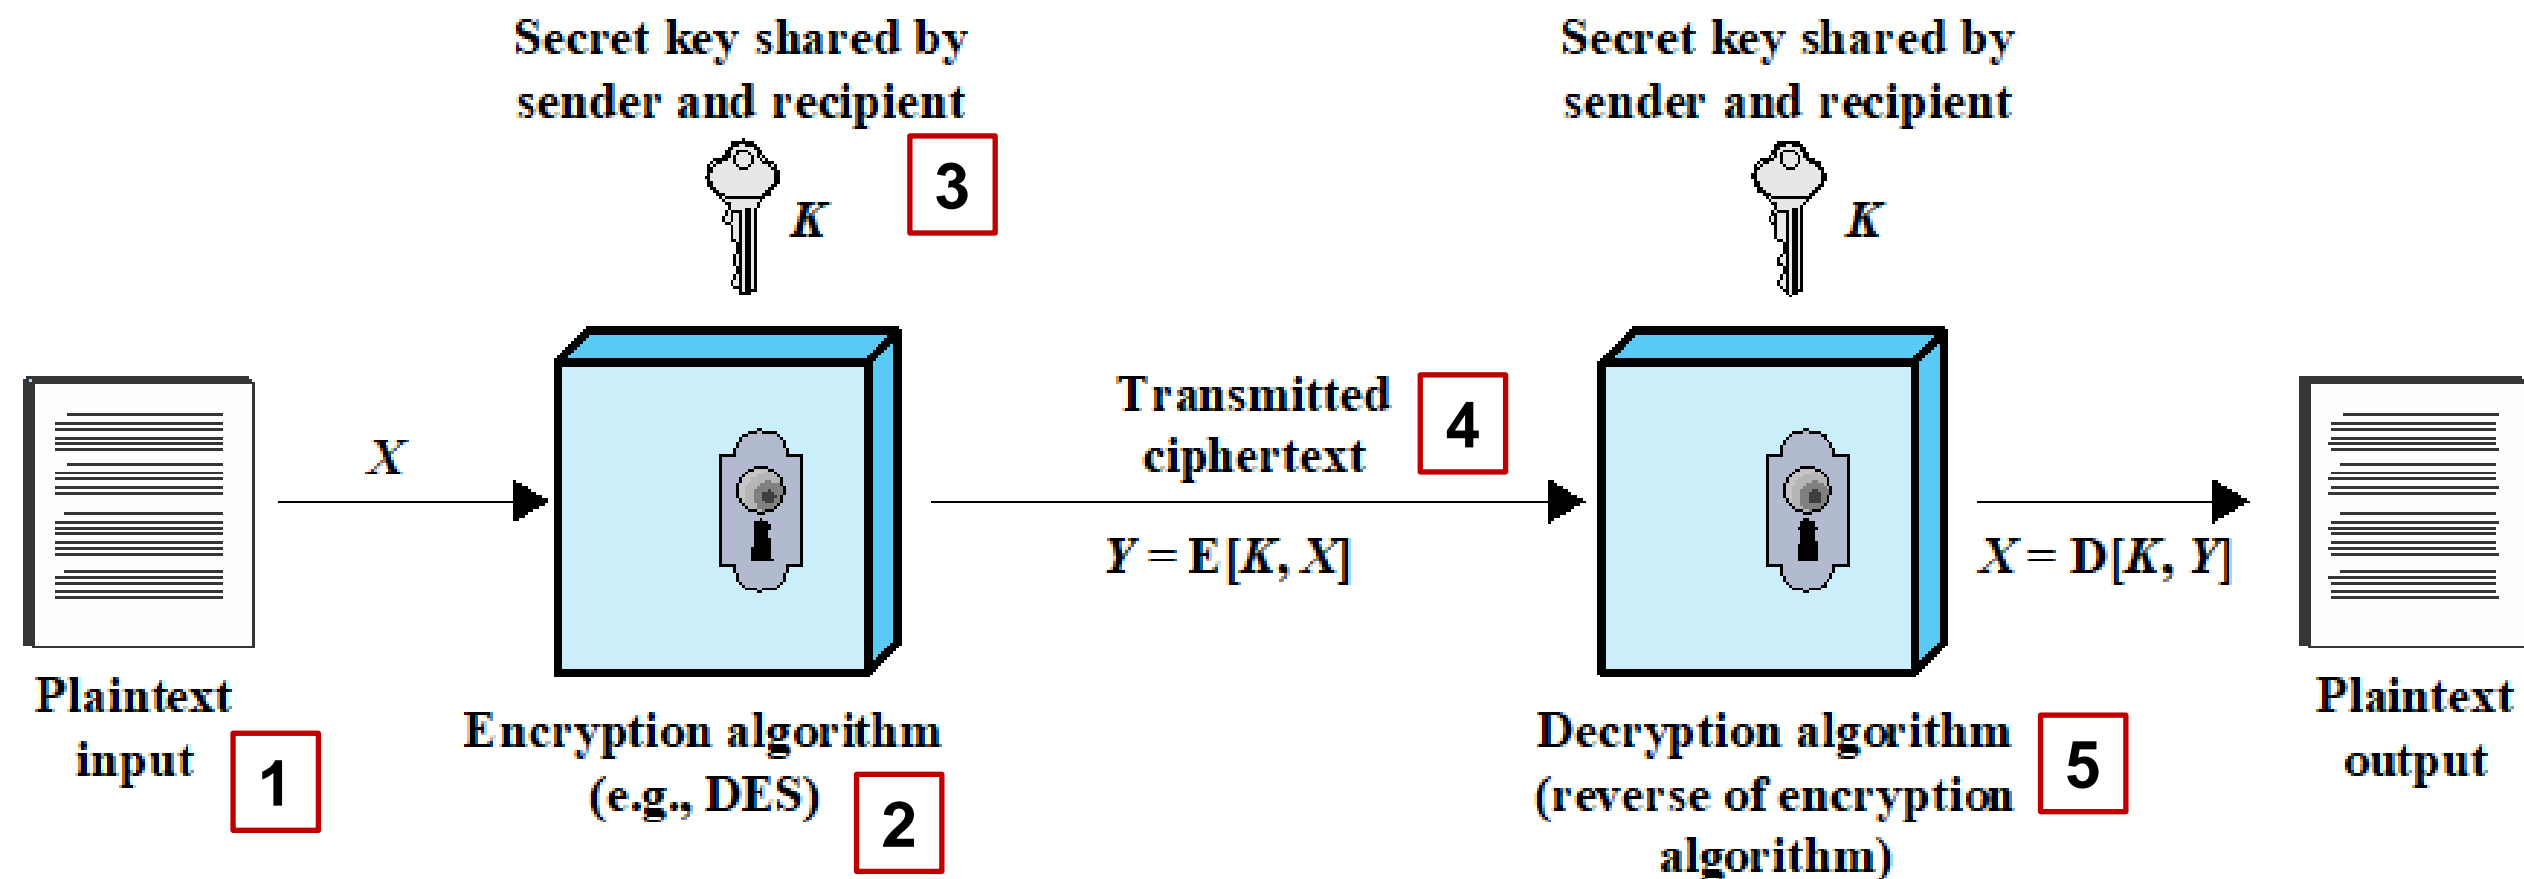 Secret key shared by
sender and recipient
3
K
Secret key shared by
sender and recipient
K
X
Transmitted
ciphertext
4
Y = E[K, X]
X = D[K, Y]
Plaintext
input
1
Encryption algorithm
(e.g., DES)
2
Decryption algorithm
(reverse of encryption
algorithm)
5
Plaintext
output